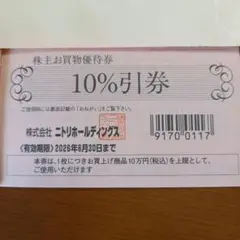 株主お買物優待券
10%引券
ご使用前には裏面記載の「おねがい」をご覧下さい。
株式会社 ニトリホールディングス
9170 0117
〈有効期限〉2026年6月30日まで
本券は、1枚につきお買上げ商品10万円(税込)を上限として、
ご使用いただけます